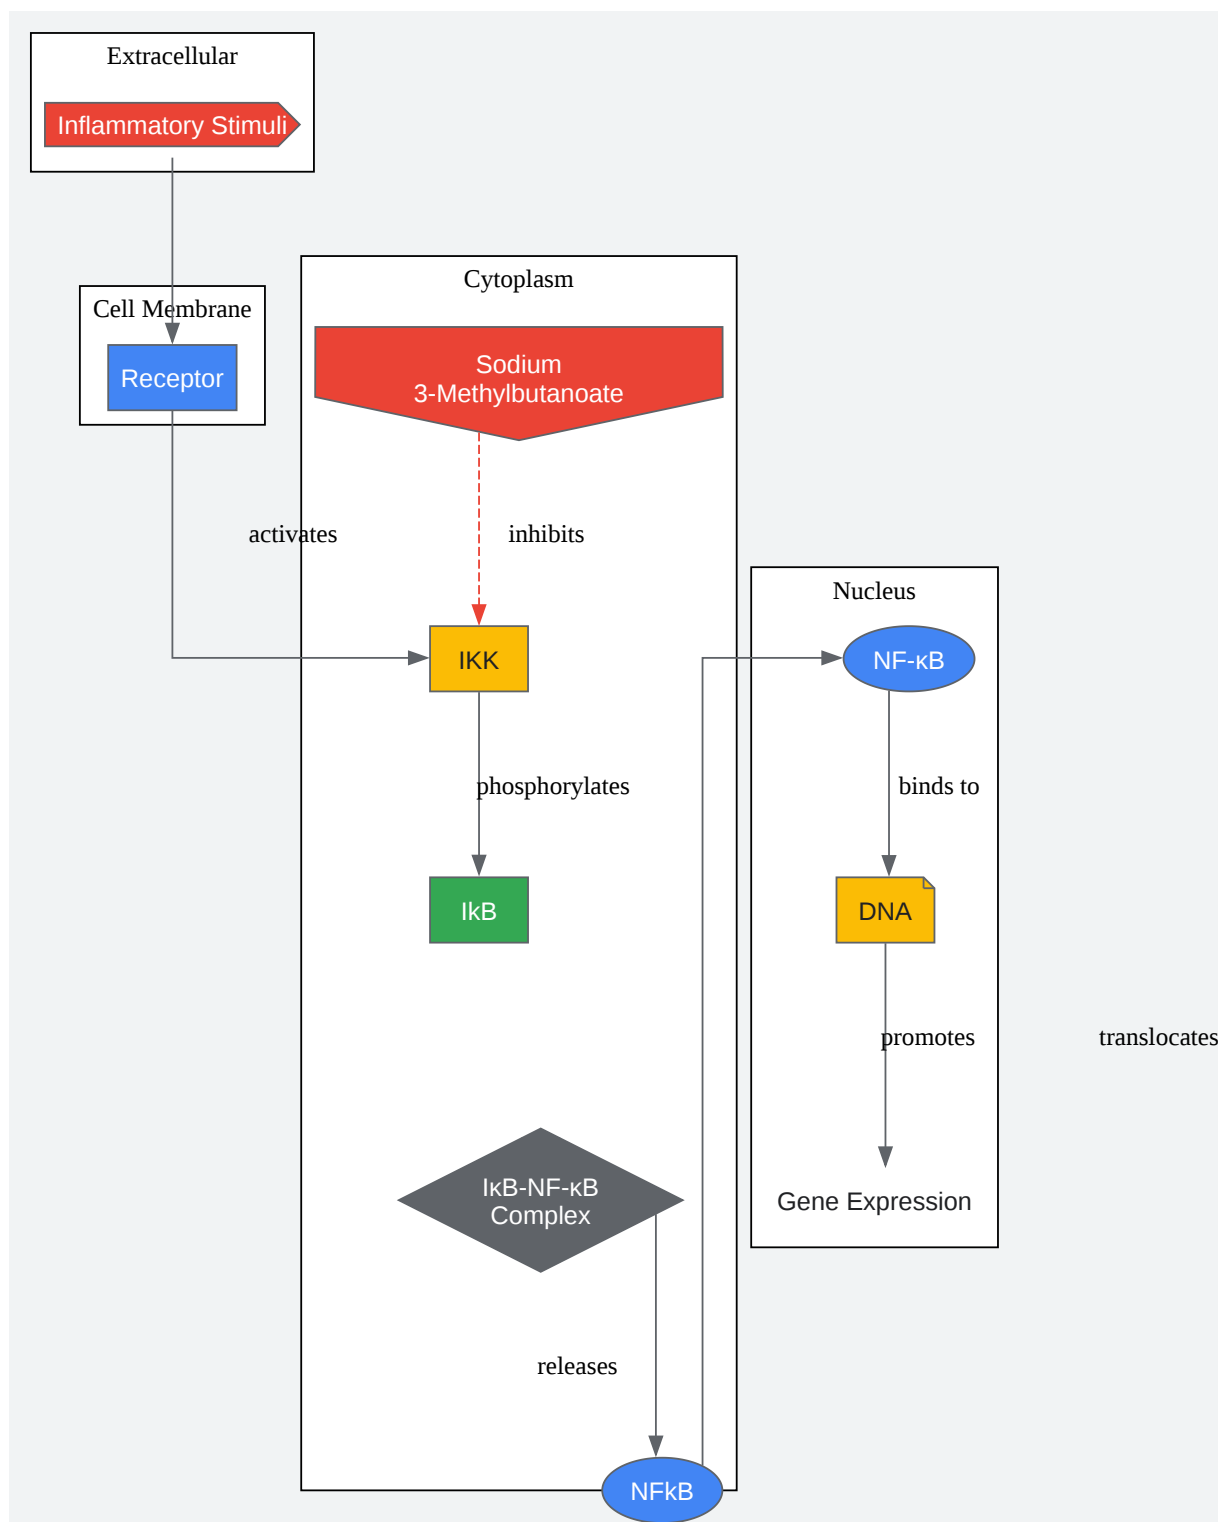 Extracellular
Inflammatory Stimuli
Cell Membrane
Receptor
Cytoplasm
Sodium
3-Methylbutanoate
activates
inhibits
IKK
phosphorylates
IkB
IκB-NF-κB
Complex
releases
NFkB
Nucleus
NF-κB
binds to
DNA
promotes
translocates
Gene Expression